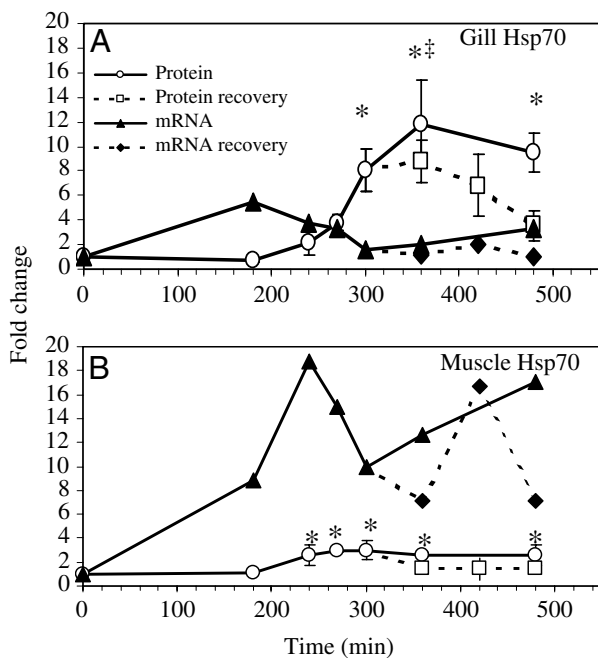 A
Gill Hsp70
20
18
16
14
12
10
8
6
4
2
0
Protein
Protein recovery
mRNA
mRNA recovery
*
*‡
*
0 100 200 300 400 500
Fold change
B
Muscle Hsp70
20
18
16
14
12
10
8
6
4
2
0
* * * * *
0 100 200 300 400 500
Time (min)